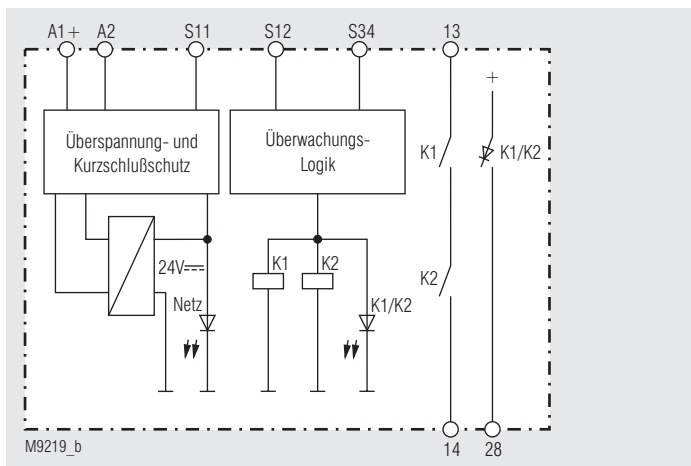 A1+ A2 S11 S12 S34 13
+
Überspannung- und
Kurzschlußschutz
Überwachungs-
Logik
K1 K1/K2
24V
K1 K2
K2
Netz
K1/K2
M9219_b
14 28